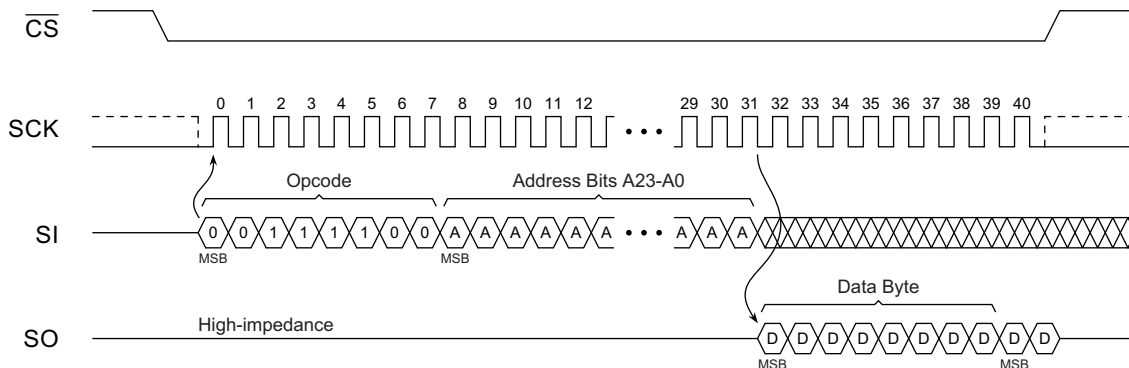 CS
0 1 2 3 4 5 6 7 8 9 10 11 12 29 30 31 32 33 34 35 36 37 38 39 40
SCK
Opcode Address Bits A23-A0
SI 0 0 1 1 1 1 0 0 A A A A A A A A A
MSB MSB
Data Byte
High-impedance
SO D D D D D D D D D D
MSB MSB